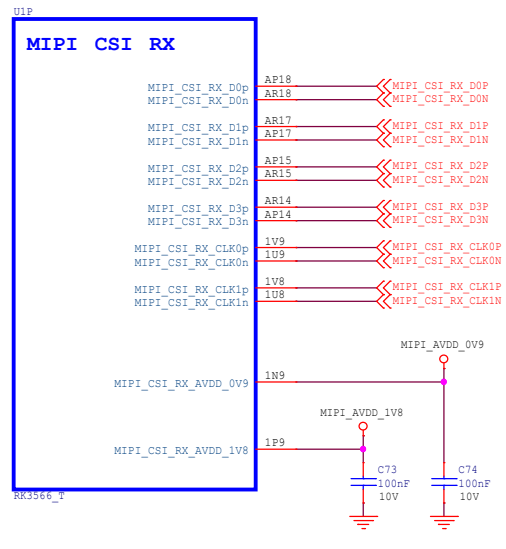 U1P
MIPI CSI RX
MIPI_CSI_RX_D0p AP18 MIPI_CSI_RX_D0P
MIPI_CSI_RX_D0n AR18 MIPI_CSI_RX_D0N
MIPI_CSI_RX_D1p AR17 MIPI_CSI_RX_D1P
MIPI_CSI_RX_D1n AP17 MIPI_CSI_RX_D1N
MIPI_CSI_RX_D2p AP15 MIPI_CSI_RX_D2P
MIPI_CSI_RX_D2n AR15 MIPI_CSI_RX_D2N
MIPI_CSI_RX_D3p AR14 MIPI_CSI_RX_D3P
MIPI_CSI_RX_D3n AP14 MIPI_CSI_RX_D3N
MIPI_CSI_RX_CLK0p 1V9 MIPI_CSI_RX_CLK0P
MIPI_CSI_RX_CLK0n 1U9 MIPI_CSI_RX_CLK0N
MIPI_CSI_RX_CLK1p 1V8 MIPI_CSI_RX_CLK1P
MIPI_CSI_RX_CLK1n 1U8 MIPI_CSI_RX_CLK1N
MIPI_AVDD_0V9
MIPI_CSI_RX_AVDD_0V9 1N9
MIPI_AVDD_1V8
MIPI_CSI_RX_AVDD_1V8 1P9
C73 C74
100nF 100nF
10V 10V
RK3566_T